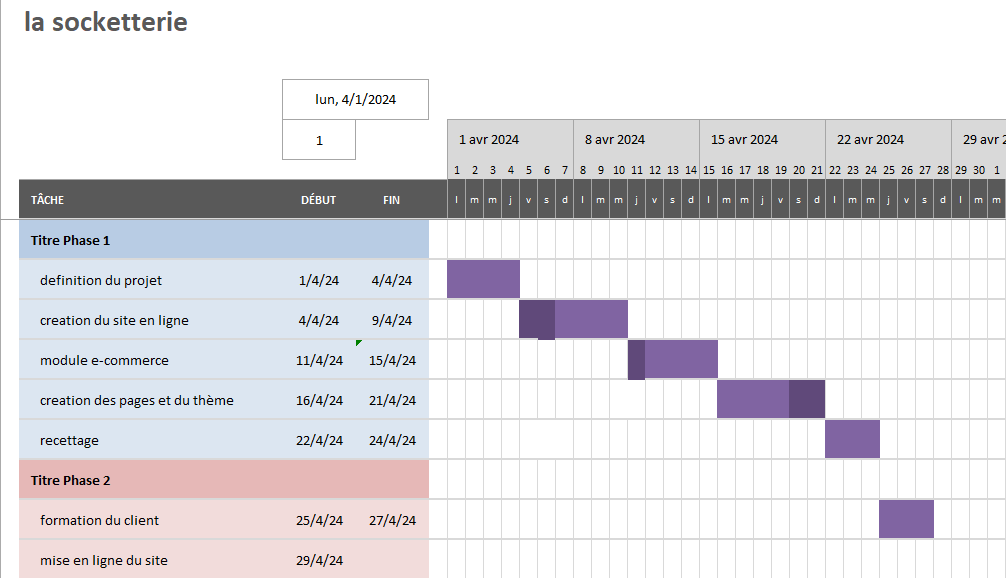 la socketterie
lun, 4/1/2024
1
1 avr 2024 8 avr 2024 15 avr 2024 22 avr 2024 29 avr 2
1 2 3 4 5 6 7 8 9 10 11 12 13 14 15 16 17 18 19 20 21 22 23 24 25 26 27 28 29 30 1
TÂCHE DÉBUT FIN l m m j v s d l m m j v s d l m m j v s d l m m j v s d l m m
Titre Phase 1
definition du projet 1/4/24 4/4/24
creation du site en ligne 4/4/24 9/4/24
module e-commerce 11/4/24 15/4/24
creation des pages et du thème 16/4/24 21/4/24
recettage 22/4/24 24/4/24
Titre Phase 2
formation du client 25/4/24 27/4/24
mise en ligne du site 29/4/24